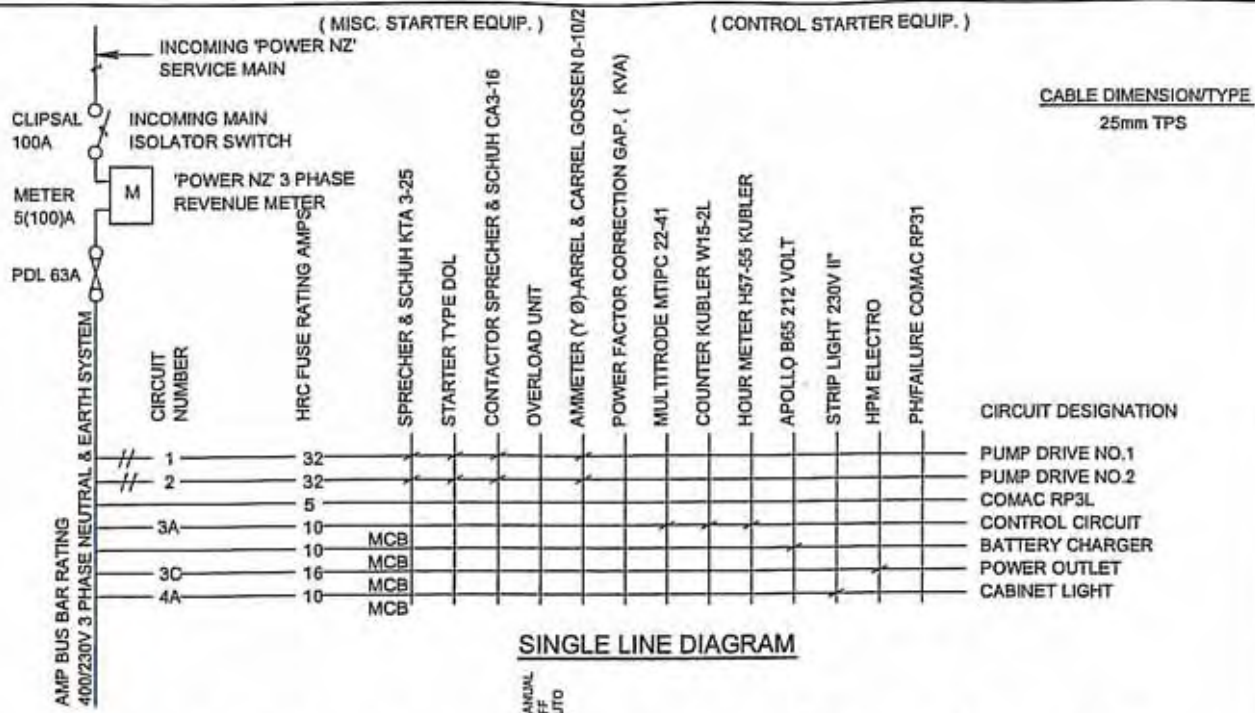 ( MISC. STARTER EQUIP. )
( CONTROL STARTER EQUIP. )
INCOMING 'POWER NZ'
SERVICE MAIN
CABLE DIMENSION/TYPE
25mm TPS
CLIPSAL
100A
INCOMING MAIN
ISOLATOR SWITCH
METER
5(100)A
M
'POWER NZ' 3 PHASE
REVENUE METER
PDL 63A
AMP BUS BAR RATING
400/230V 3 PHASE NEUTRAL & EARTH SYSTEM
CIRCUIT
NUMBER
HRC FUSE RATING AMPS
SPRECHER & SCHUH KTA 3-25
STARTER TYPE DOL
CONTACTOR SPRECHER & SCHUH CA3-16
OVERLOAD UNIT
AMMETER (Y Ø)-ARREL & CARREL GOSSEN 0-10/2
POWER FACTOR CORRECTION GAP. ( KVA)
MULTITRODE MTIPC 22-41
COUNTER KUBLER W15-2L
HOUR METER H57-55 KUBLER
APOLLO B65 212 VOLT
STRIP LIGHT 230V II"
HPM ELECTRO
PH/FAILURE COMAC RP31
CIRCUIT DESIGNATION
1 32 PUMP DRIVE NO.1
2 32 PUMP DRIVE NO.2
5 COMAC RP3L
3A 10 CONTROL CIRCUIT
MCB
10 BATTERY CHARGER
MCB
3C 16 POWER OUTLET
MCB
4A 10 CABINET LIGHT
MCB
SINGLE LINE DIAGRAM